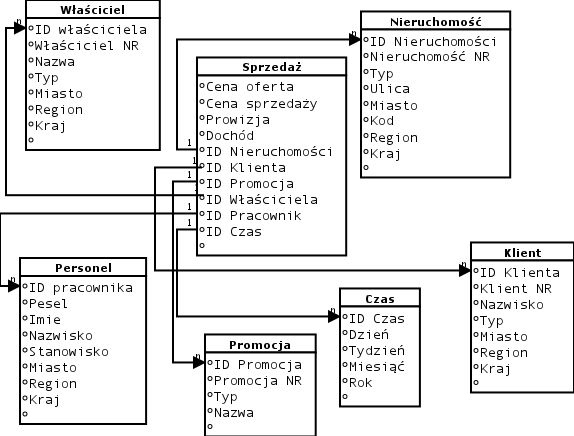 Właściciel
ID właściciela
Właściciel NR
Nazwa
Typ
Miasto
Region
Kraj
Nieruchomość
ID Nieruchomości
Nieruchomość NR
Typ
Ulica
Miasto
Kod
Region
Kraj
Sprzedaż
Cena oferta
Cena sprzedaży
Prowizja
Dochód
1 ID Nieruchomości
1 ID Klienta
1 ID Promocja
1 ID Właściciela
1 ID Pracownik
1 ID Czas
n
n
n
n
n
n
Personel
ID pracownika
Pesel
Imie
Nazwisko
Stanowisko
Miasto
Region
Kraj
Promocja
ID Promocja
Promocja NR
Typ
Nazwa
Czas
ID Czas
Dzień
Tydzień
Miesiąć
Rok
Klient
ID Klienta
Klient NR
Nazwisko
Typ
Miasto
Region
Kraj